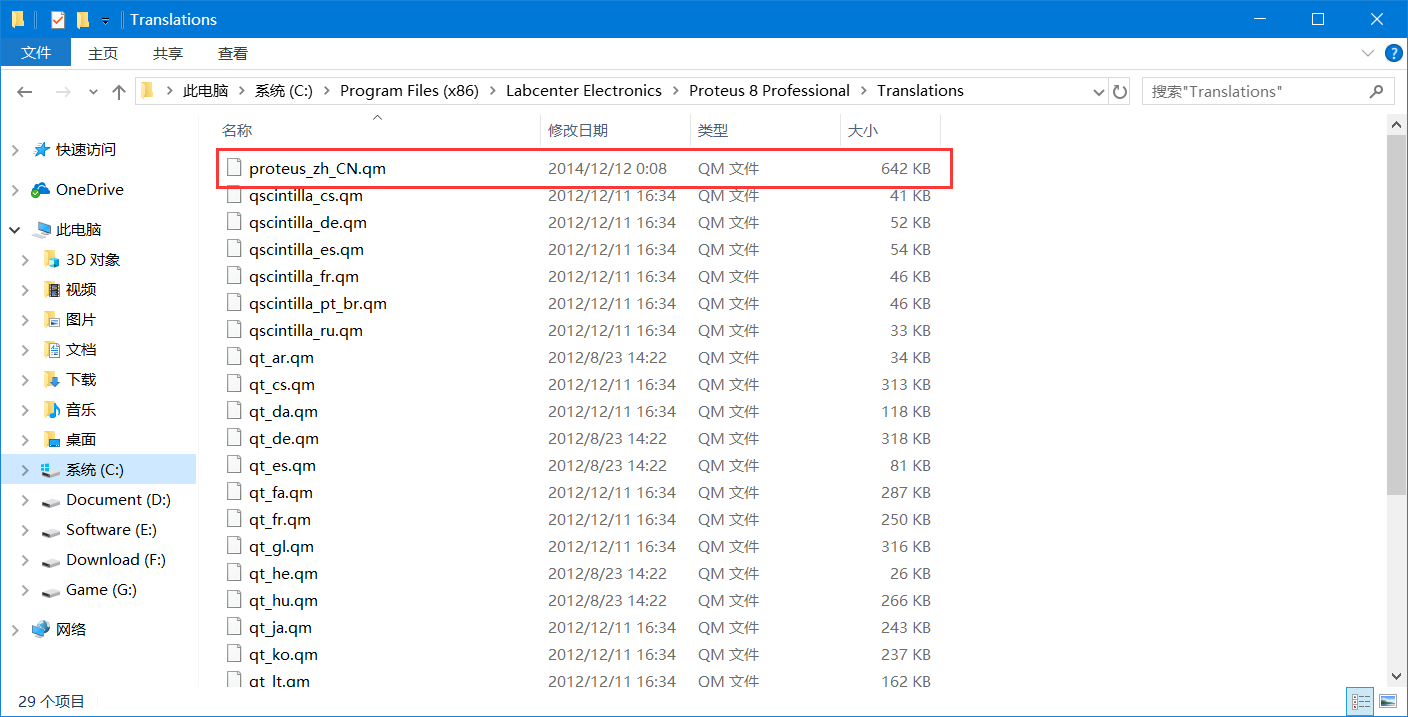 Translations
文件 主页 共享 查看
此电脑 系统 (C:) Program Files (x86) Labcenter Electronics Proteus 8 Professional Translations 搜索"Translations"
快速访问
OneDrive
此电脑
3D 对象
视频
图片
文档
下载
音乐
桌面
系统 (C:)
Document (D:)
Software (E:)
Download (F:)
Game (G:)
网络
名称 修改日期 类型 大小
proteus_zh_CN.qm 2014/12/12 0:08 QM 文件 642 KB
qscintilla_cs.qm 2012/12/11 16:34 QM 文件 41 KB
qscintilla_de.qm 2012/12/11 16:34 QM 文件 52 KB
qscintilla_es.qm 2012/12/11 16:34 QM 文件 54 KB
qscintilla_fr.qm 2012/12/11 16:34 QM 文件 46 KB
qscintilla_pt_br.qm 2012/12/11 16:34 QM 文件 46 KB
qscintilla_ru.qm 2012/12/11 16:34 QM 文件 33 KB
qt_ar.qm 2012/8/23 14:22 QM 文件 34 KB
qt_cs.qm 2012/12/11 16:34 QM 文件 313 KB
qt_da.qm 2012/12/11 16:34 QM 文件 118 KB
qt_de.qm 2012/8/23 14:22 QM 文件 318 KB
qt_es.qm 2012/8/23 14:22 QM 文件 81 KB
qt_fa.qm 2012/12/11 16:34 QM 文件 287 KB
qt_fr.qm 2012/12/11 16:34 QM 文件 250 KB
qt_gl.qm 2012/12/11 16:34 QM 文件 316 KB
qt_he.qm 2012/8/23 14:22 QM 文件 26 KB
qt_hu.qm 2012/8/23 14:22 QM 文件 266 KB
qt_ja.qm 2012/12/11 16:34 QM 文件 243 KB
qt_ko.qm 2012/12/11 16:34 QM 文件 237 KB
qt_lt.qm 2012/12/11 16:34 QM 文件 162 KB
29 个项目